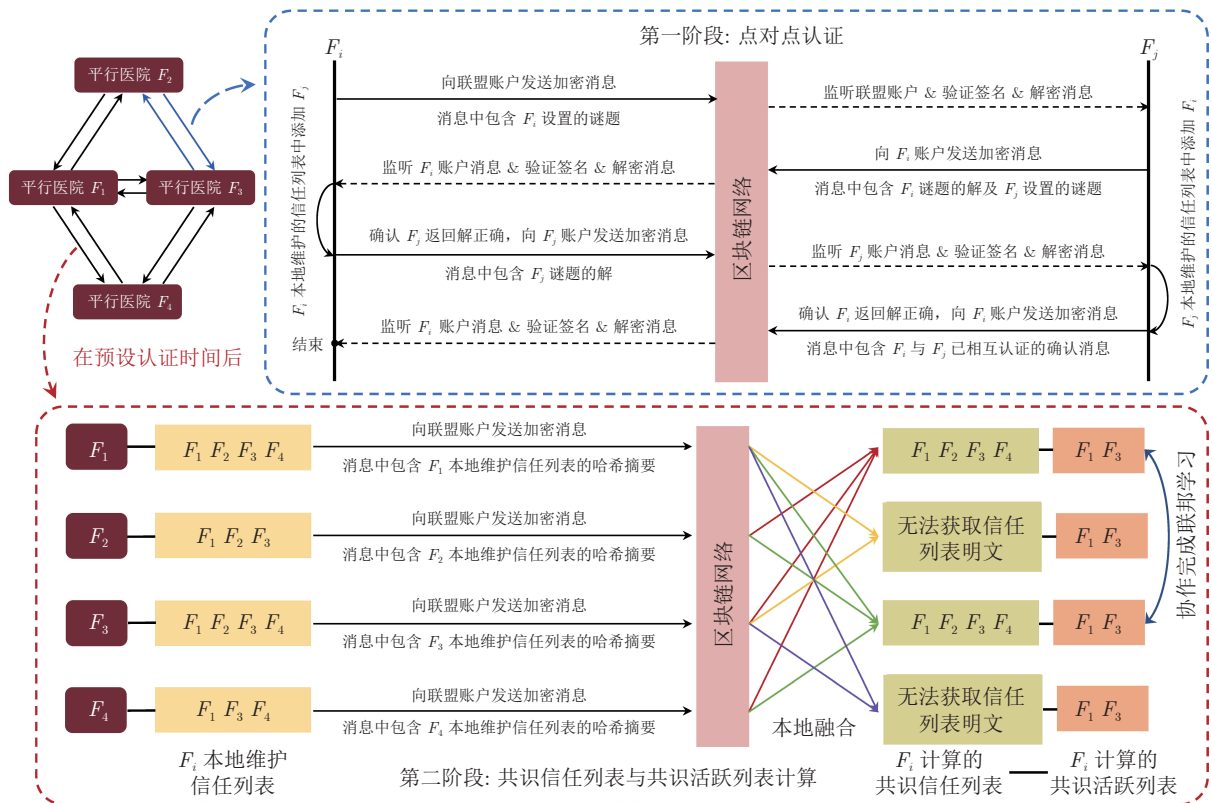 平行医院 F₂
平行医院 F₁
平行医院 F₃
平行医院 F₄
在预设认证时间后
第一阶段: 点对点认证
Fᵢ
Fⱼ
Fᵢ 本地维护的信任列表中添加 Fⱼ
向联盟账户发送加密消息
消息中包含 Fᵢ 设置的谜题
监听 Fᵢ 账户消息 & 验证签名 & 解密消息
确认 Fⱼ 返回解正确，向 Fⱼ 账户发送加密消息
消息中包含 Fⱼ 谜题的解
监听 Fᵢ 账户消息 & 验证签名 & 解密消息
结束
区块链网络
监听联盟账户 & 验证签名 & 解密消息
向 Fᵢ 账户发送加密消息
消息中包含 Fᵢ 谜题的解及 Fⱼ 设置的谜题
监听 Fⱼ 账户消息 & 验证签名 & 解密消息
确认 Fᵢ 返回解正确，向 Fᵢ 账户发送加密消息
消息中包含 Fᵢ 与 Fⱼ 已相互认证的确认消息
Fⱼ 本地维护的信任列表中添加 Fᵢ
F₁
F₁ F₂ F₃ F₄
向联盟账户发送加密消息
消息中包含 F₁ 本地维护信任列表的哈希摘要
F₂
F₁ F₂ F₃
向联盟账户发送加密消息
消息中包含 F₂ 本地维护信任列表的哈希摘要
F₃
F₁ F₂ F₃ F₄
向联盟账户发送加密消息
消息中包含 F₃ 本地维护信任列表的哈希摘要
F₄
F₁ F₃ F₄
向联盟账户发送加密消息
消息中包含 F₄ 本地维护信任列表的哈希摘要
Fᵢ 本地维护
信任列表
区块链网络
本地融合
F₁ F₂ F₃ F₄
F₁ F₃
无法获取信任
列表明文
F₁ F₃
F₁ F₂ F₃ F₄
F₁ F₃
无法获取信任
列表明文
F₁ F₃
协作完成联邦学习
Fᵢ 计算的
共识信任列表
Fᵢ 计算的
共识活跃列表
第二阶段: 共识信任列表与共识活跃列表计算